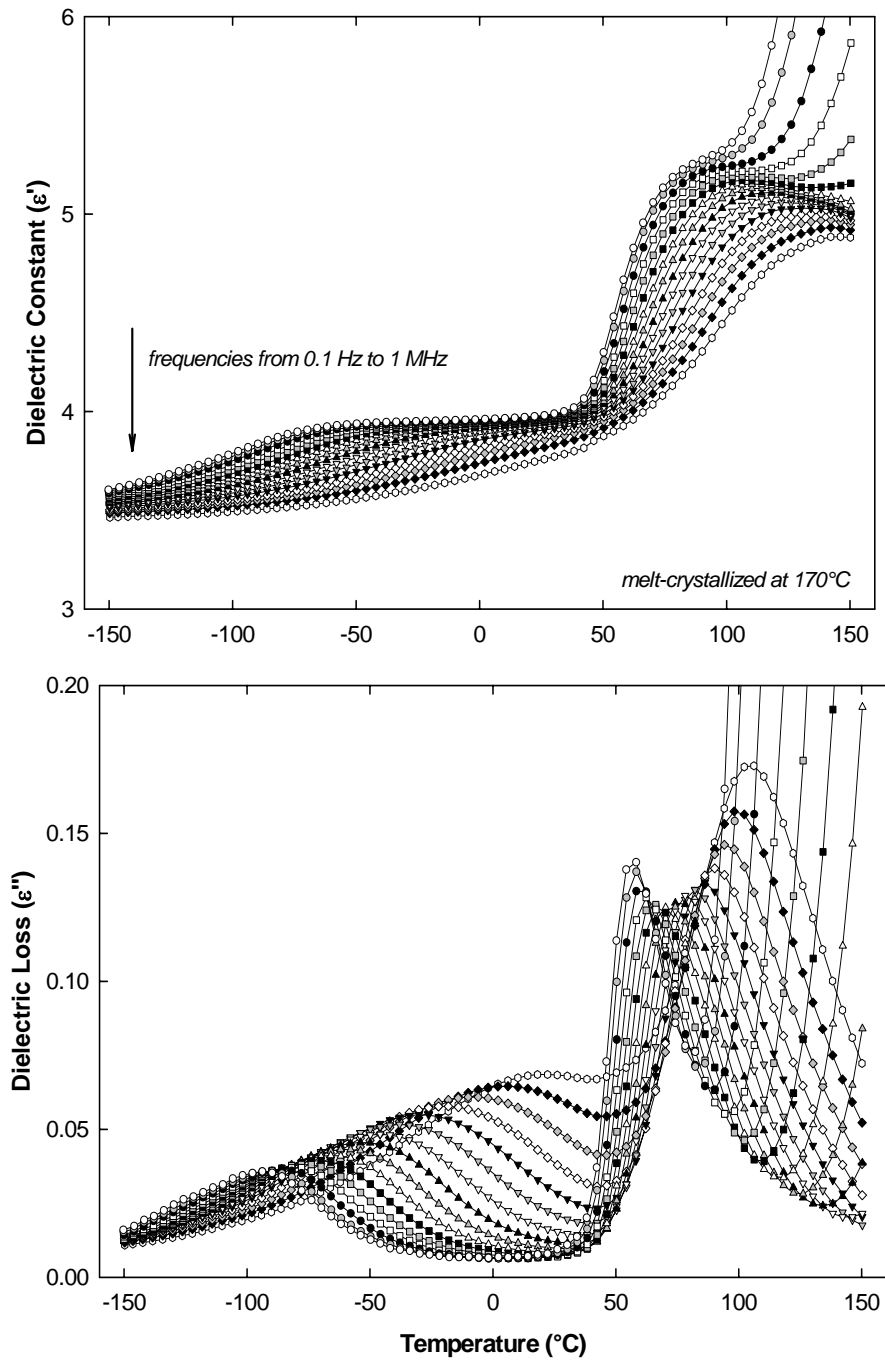 6
5
4
3
Dielectric Constant (ε')
frequencies from 0.1 Hz to 1 MHz
melt-crystallized at 170°C
-150 -100 -50 0 50 100 150
0.20
0.15
0.10
0.05
0.00
Dielectric Loss (ε'')
-150 -100 -50 0 50 100 150
Temperature (°C)